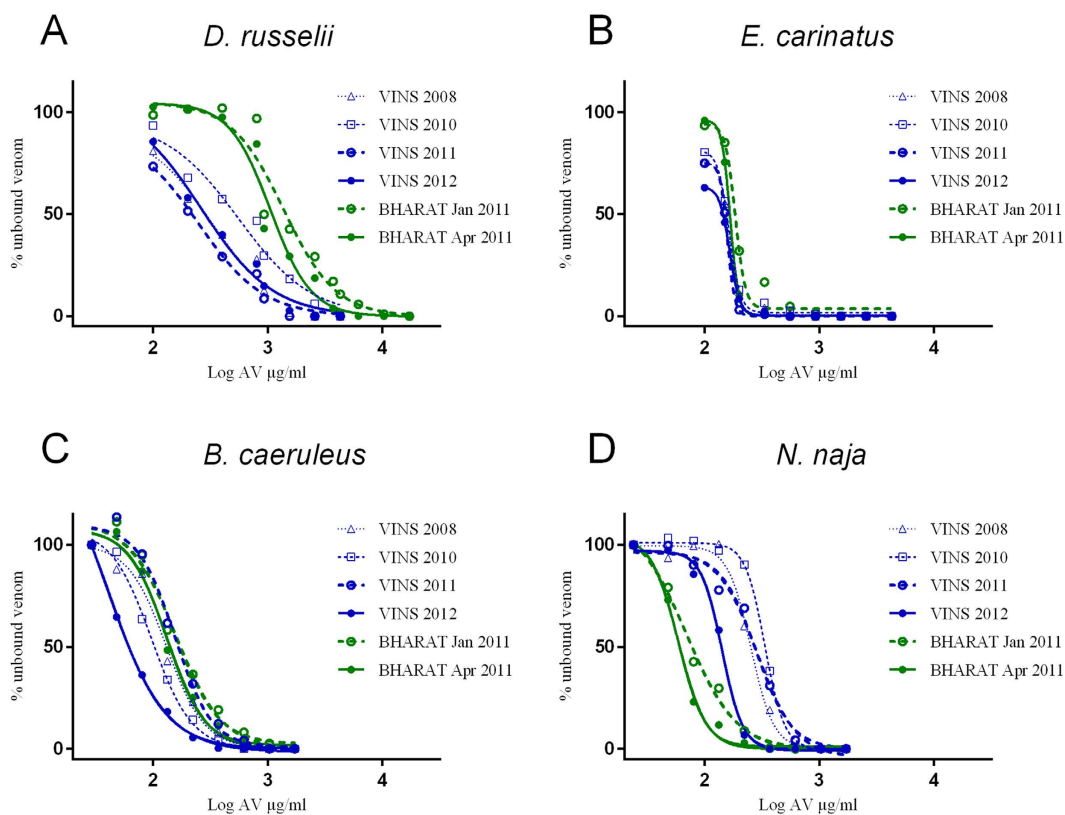 A
D. russelii
100
50
0
2
3
4
% unbound venom
Log AV μg/ml
VINS 2008
VINS 2010
VINS 2011
VINS 2012
BHARAT Jan 2011
BHARAT Apr 2011
B
E. carinatus
100
50
0
2
3
4
% unbound venom
Log AV μg/ml
VINS 2008
VINS 2010
VINS 2011
VINS 2012
BHARAT Jan 2011
BHARAT Apr 2011
C
B. caeruleus
100
50
0
2
3
4
% unbound venom
Log AV μg/ml
VINS 2008
VINS 2010
VINS 2011
VINS 2012
BHARAT Jan 2011
BHARAT Apr 2011
D
N. naja
100
50
0
2
3
4
% unbound venom
Log AV μg/ml
VINS 2008
VINS 2010
VINS 2011
VINS 2012
BHARAT Jan 2011
BHARAT Apr 2011